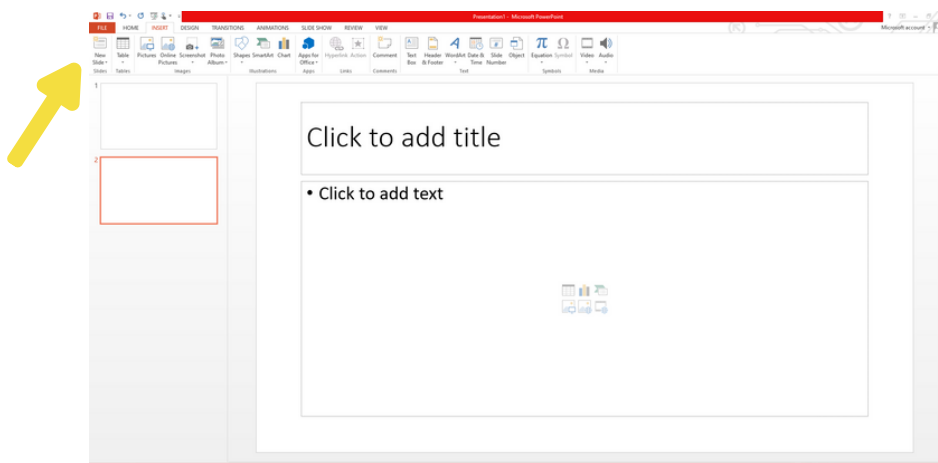 Presentation1 - Microsoft PowerPoint
FILE HOME INSERT DESIGN TRANSITIONS ANIMATIONS SLIDE SHOW REVIEW VIEW
Microsoft account
New Slide
Table
Pictures
Online Pictures
Screenshot
Photo Album
Shapes
SmartArt
Chart
Apps for Office
Hyperlink
Action
Comment
Text Box
Header & Footer
WordArt
Date & Time
Slide Number
Object
Equation
Symbol
Video
Audio
Slides Tables Images Illustrations Apps Links Comments Text Symbols Media
1
2
Click to add title
• Click to add text